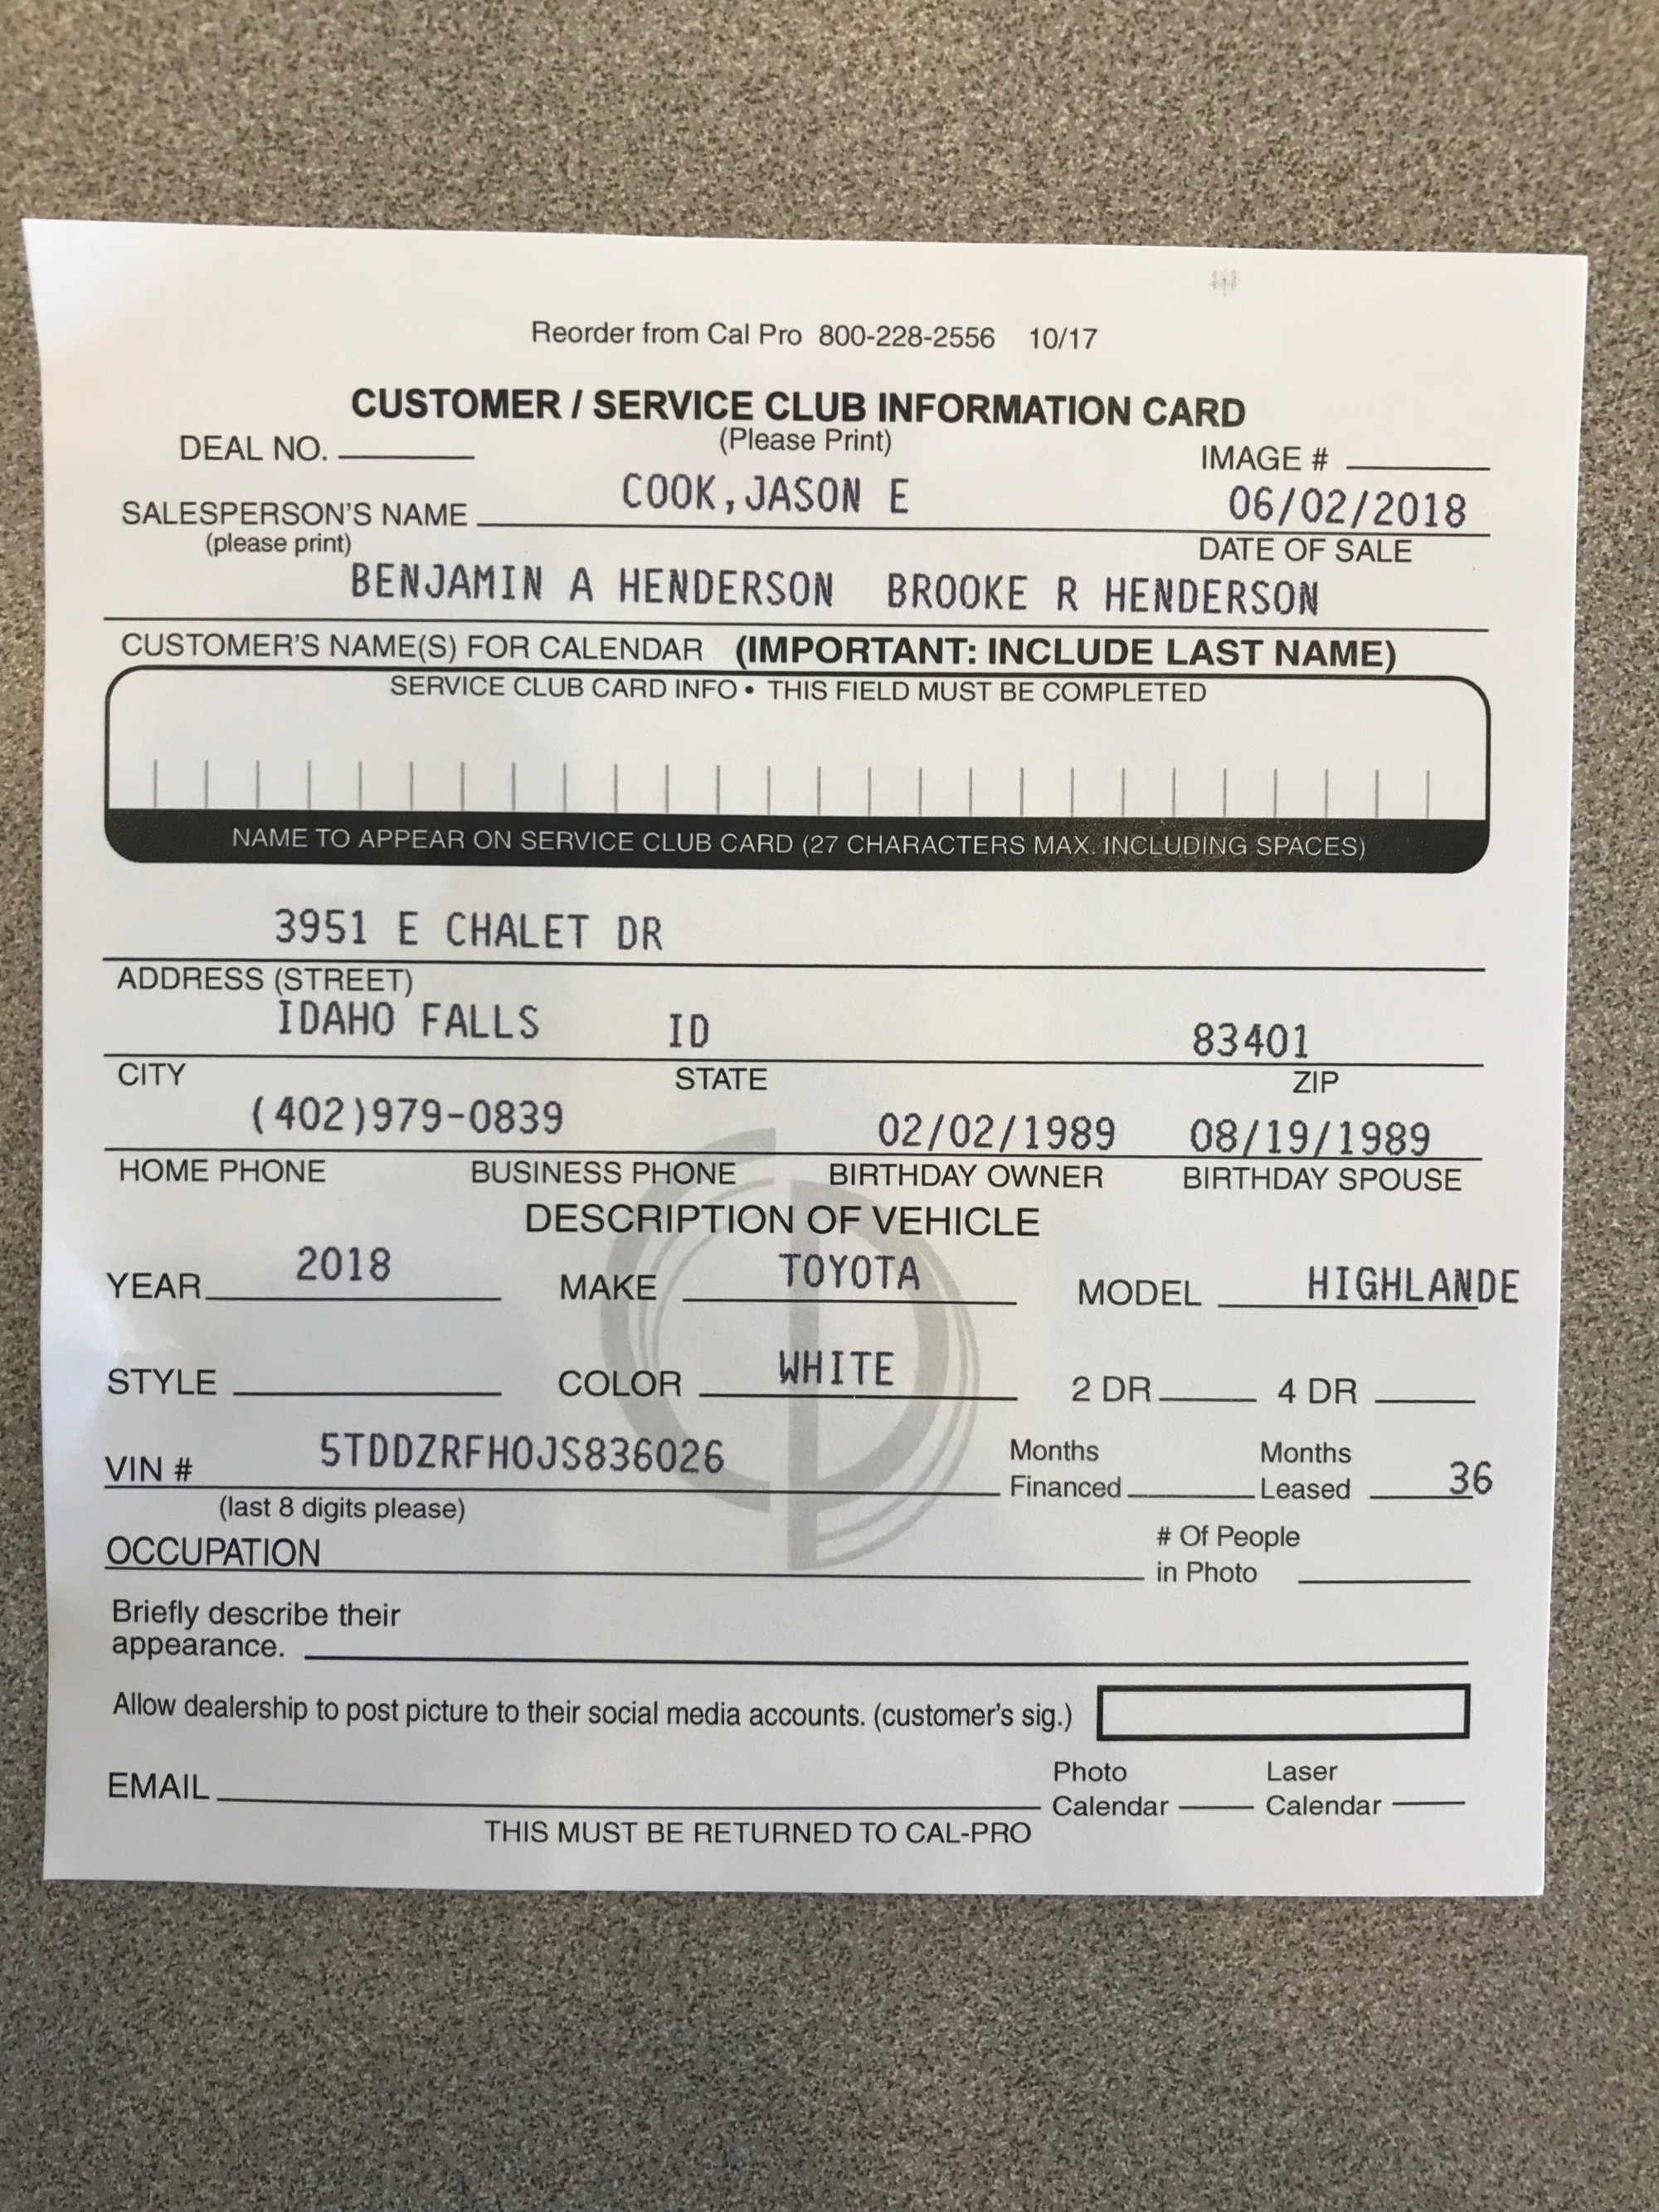 Reorder from Cal Pro 800-228-2556 10/17
CUSTOMER / SERVICE CLUB INFORMATION CARD
(Please Print)
DEAL NO. IMAGE #
SALESPERSON'S NAME COOK,JASON E 06/02/2018
(please print) DATE OF SALE
BENJAMIN A HENDERSON BROOKE R HENDERSON
CUSTOMER'S NAME(S) FOR CALENDAR (IMPORTANT: INCLUDE LAST NAME)
SERVICE CLUB CARD INFO • THIS FIELD MUST BE COMPLETED
NAME TO APPEAR ON SERVICE CLUB CARD (27 CHARACTERS MAX. INCLUDING SPACES)
3951 E CHALET DR
ADDRESS (STREET)
IDAHO FALLS ID 83401
CITY STATE ZIP
(402)979-0839 02/02/1989 08/19/1989
HOME PHONE BUSINESS PHONE BIRTHDAY OWNER BIRTHDAY SPOUSE
DESCRIPTION OF VEHICLE
YEAR 2018 MAKE TOYOTA MODEL HIGHLANDE
STYLE COLOR WHITE 2 DR 4 DR
VIN # 5TDDZRFH0JS836026 Months Financed Months Leased 36
(last 8 digits please)
OCCUPATION # Of People in Photo
Briefly describe their
appearance.
Allow dealership to post picture to their social media accounts. (customer's sig.)
EMAIL Photo Calendar Laser Calendar
THIS MUST BE RETURNED TO CAL-PRO